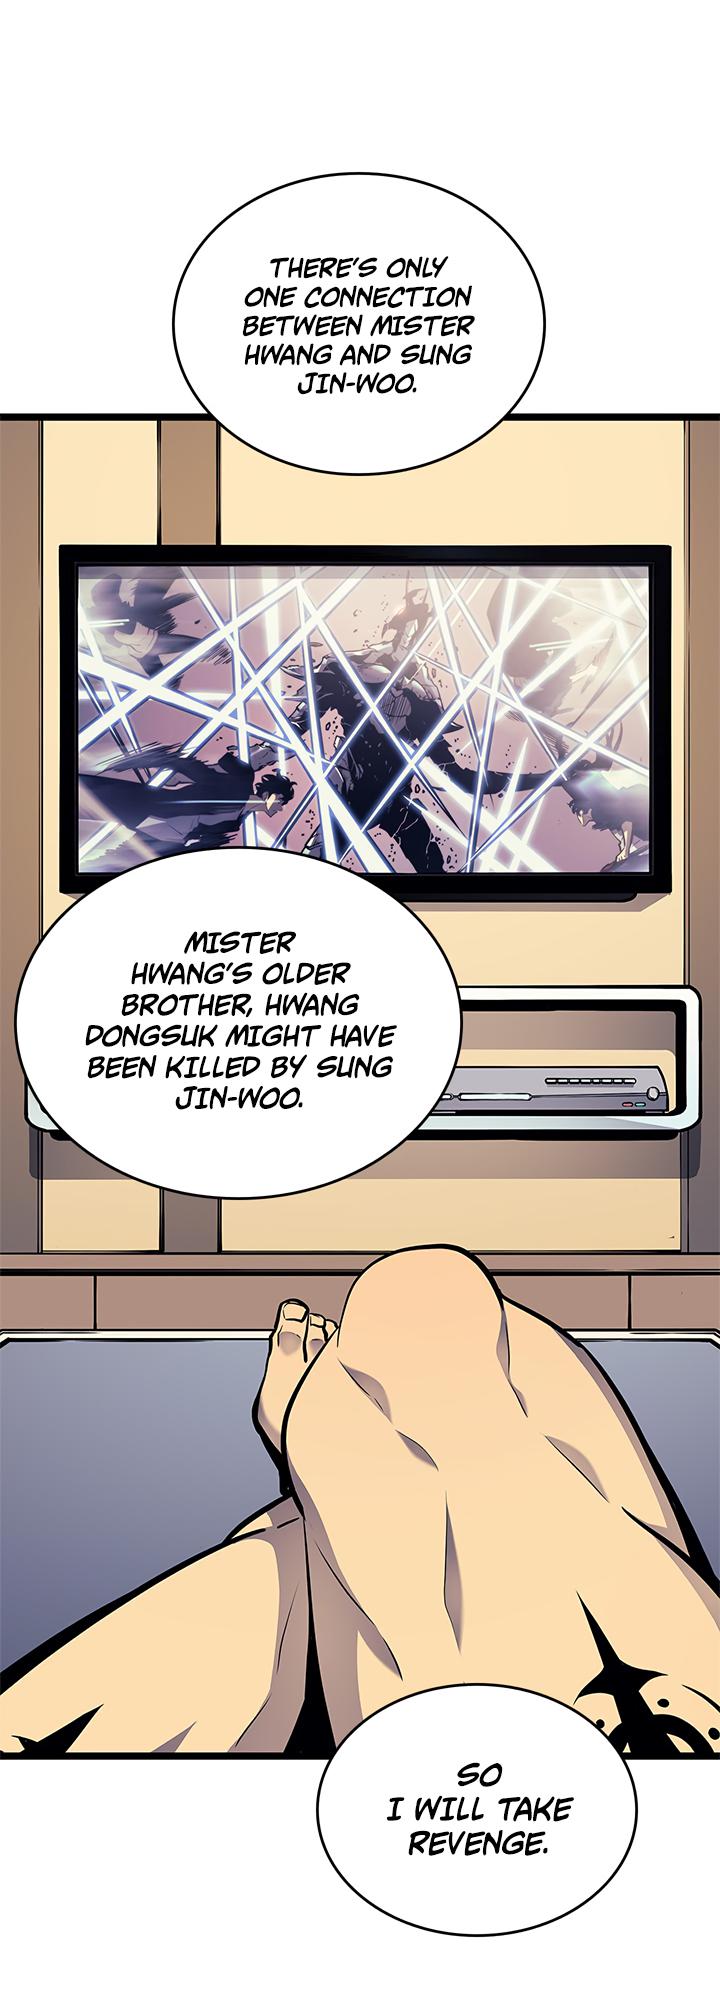 THERE'S ONLY
ONE CONNECTION
BETWEEN MISTER
HWANG AND SUNG
JIN-WOO.
MISTER
HWANG'S OLDER
BROTHER, HWANG
DONGSUK MIGHT HAVE
BEEN KILLED BY SUNG
JIN-WOO.
SO
I WILL TAKE
REVENGE.